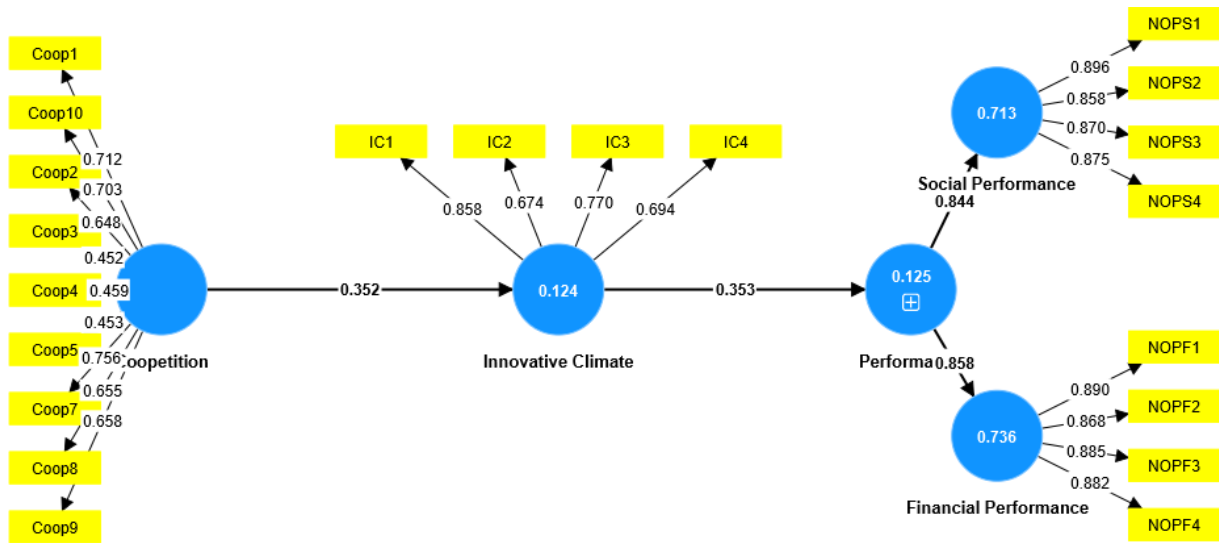 Coop1
Coop10
Coop2
Coop3
Coop4
Coop5
Coop7
Coop8
Coop9
0.712
0.703
0.648
0.452
0.459
0.453
0.756
0.655
0.658
oopetition
0.352
IC1
IC2
IC3
IC4
0.858
0.674
0.770
0.694
0.124
Innovative Climate
0.353
0.125
Performa
0.844
0.858
0.713
Social Performance
0.896
0.858
0.870
0.875
NOPS1
NOPS2
NOPS3
NOPS4
0.736
Financial Performance
0.890
0.868
0.885
0.882
NOPF1
NOPF2
NOPF3
NOPF4